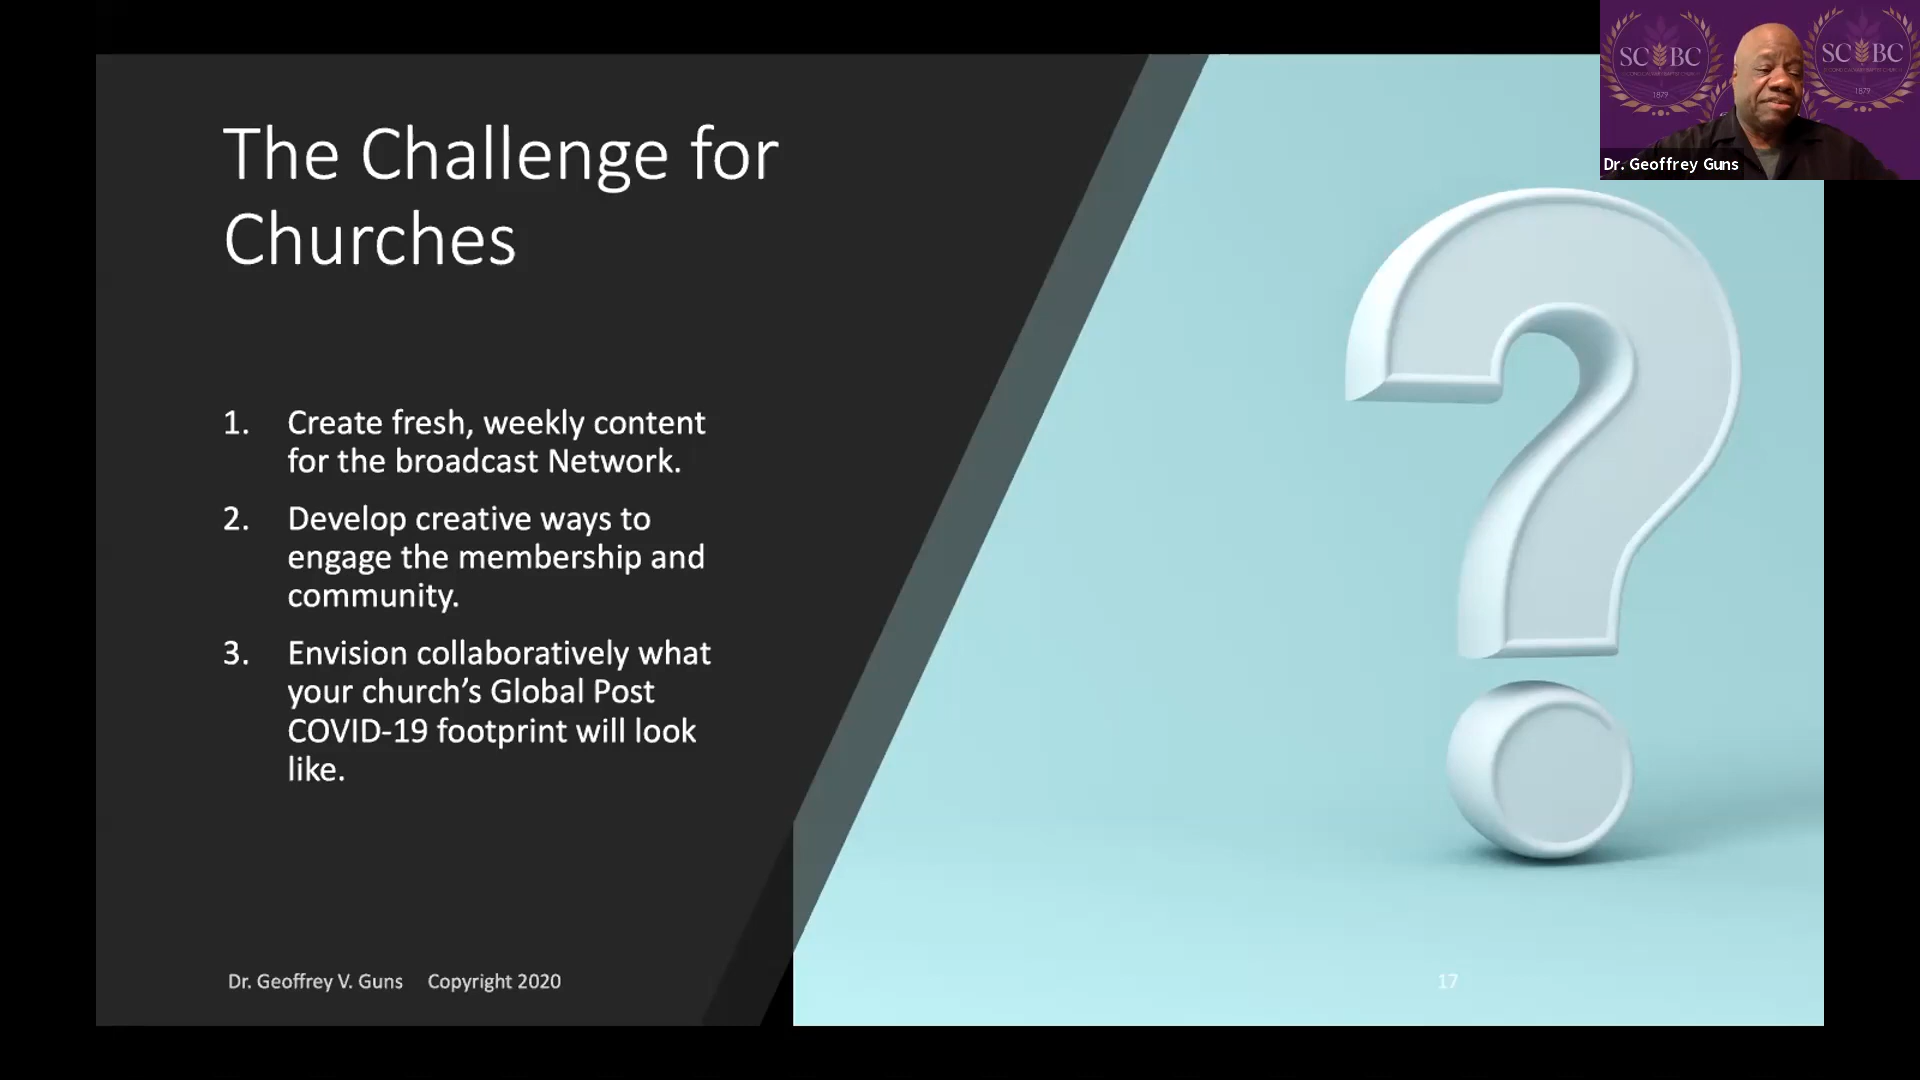 The Challenge for
Churches
1. Create fresh, weekly content
for the broadcast Network.
2. Develop creative ways to
engage the membership and
community.
3. Envision collaboratively what
your church’s Global Post
COVID-19 footprint will look
like.
Dr. Geoffrey V. Guns Copyright 2020
17
SC BC
1879
SC BC
1879
Dr. Geoffrey Guns